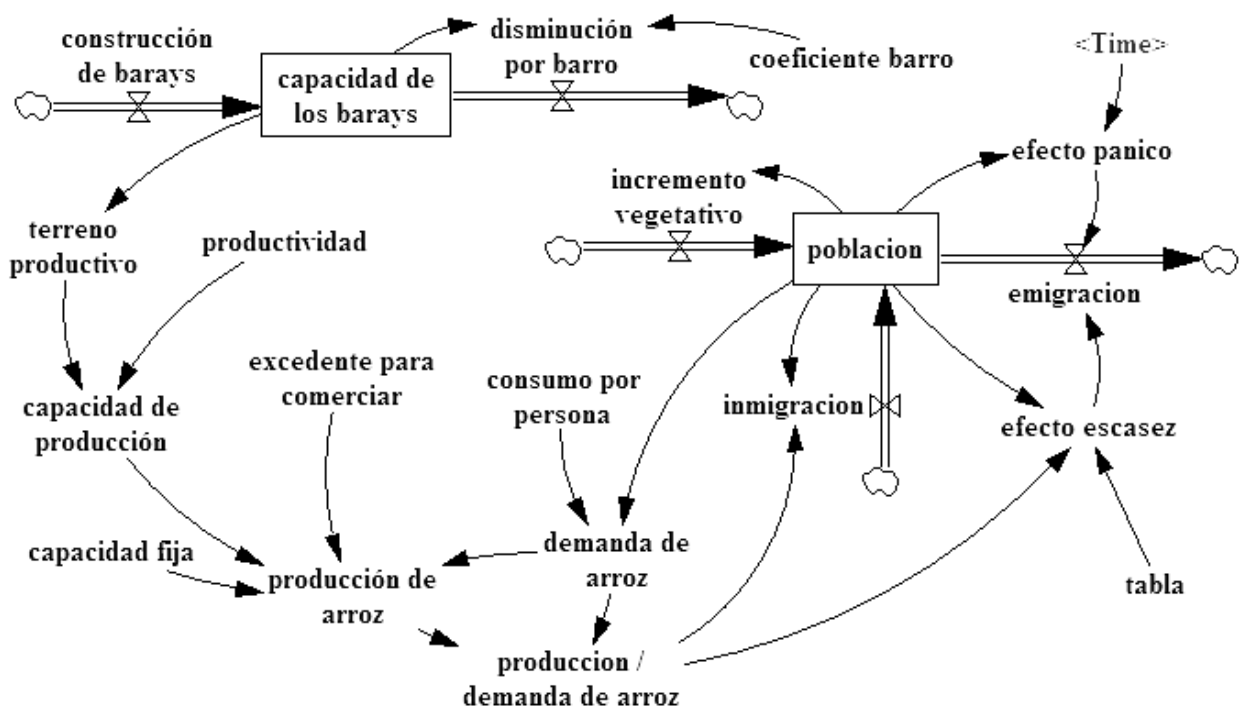 construcción
de barays
disminución
por barro
<Time>
capacidad de
los barays
coeficiente barro
efecto panico
incremento
vegetativo
terreno
productivo
productividad
poblacion
emigracion
excedente para
comerciar
consumo por
persona
inmigracion
capacidad de
producción
efecto escasez
capacidad fija
demanda de
arroz
producción de
arroz
tabla
produccion /
demanda de arroz